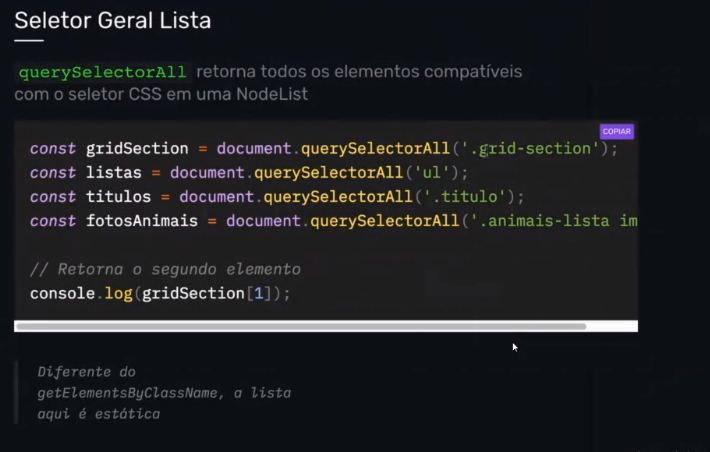 Seletor Geral Lista
querySelectorAll retorna todos os elementos compatíveis
com o seletor CSS em uma NodeList
COPIAR
const gridSection = document.querySelectorAll('.grid-section');
const listas = document.querySelectorAll('ul');
const titulos = document.querySelectorAll('.titulo');
const fotosAnimais = document.querySelectorAll('.animais-lista im
// Retorna o segundo elemento
console.log(gridSection[1]);
Diferente do
getElementsByClassName, a lista
aqui é estática